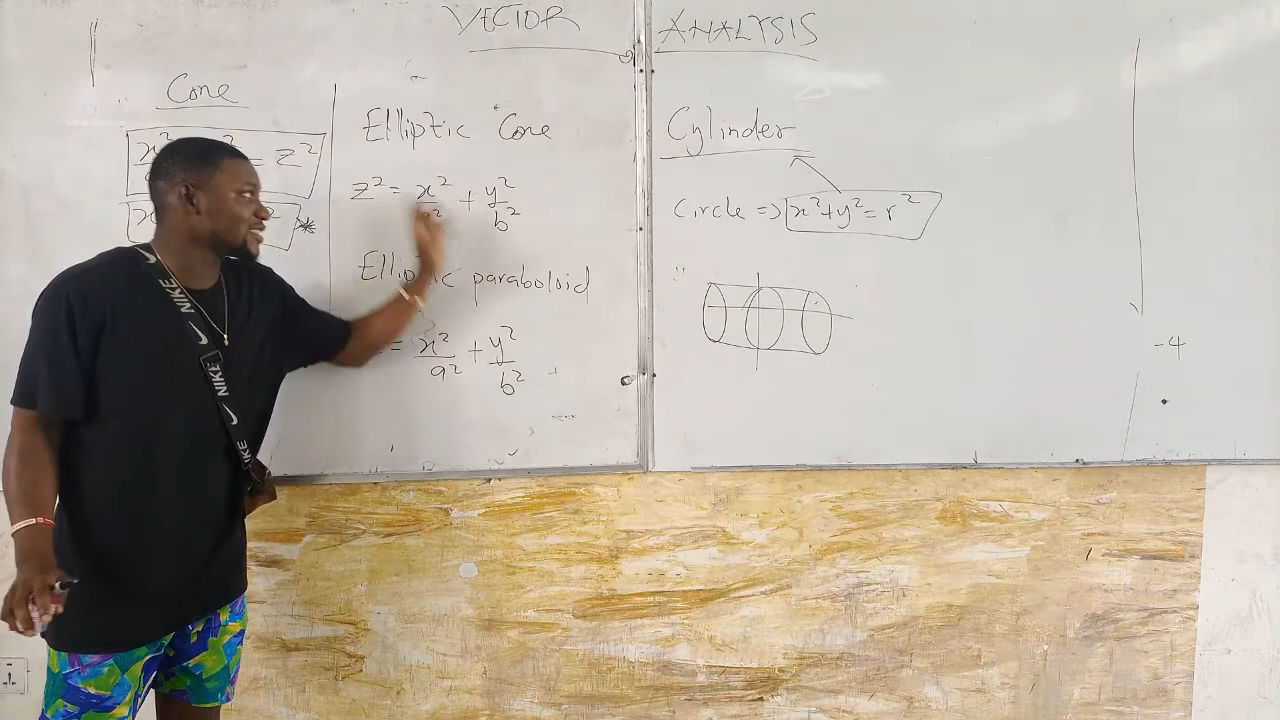 VECTOR ANALYSIS
Cone
= z²
*
Elliptic Cone
z² = x²/a² + y²/b²
Elliptic paraboloid
= x²/a² + y²/b²
Cylinder
Circle => x²+y²=r²
-4
NIKE
NIKE
NIKE